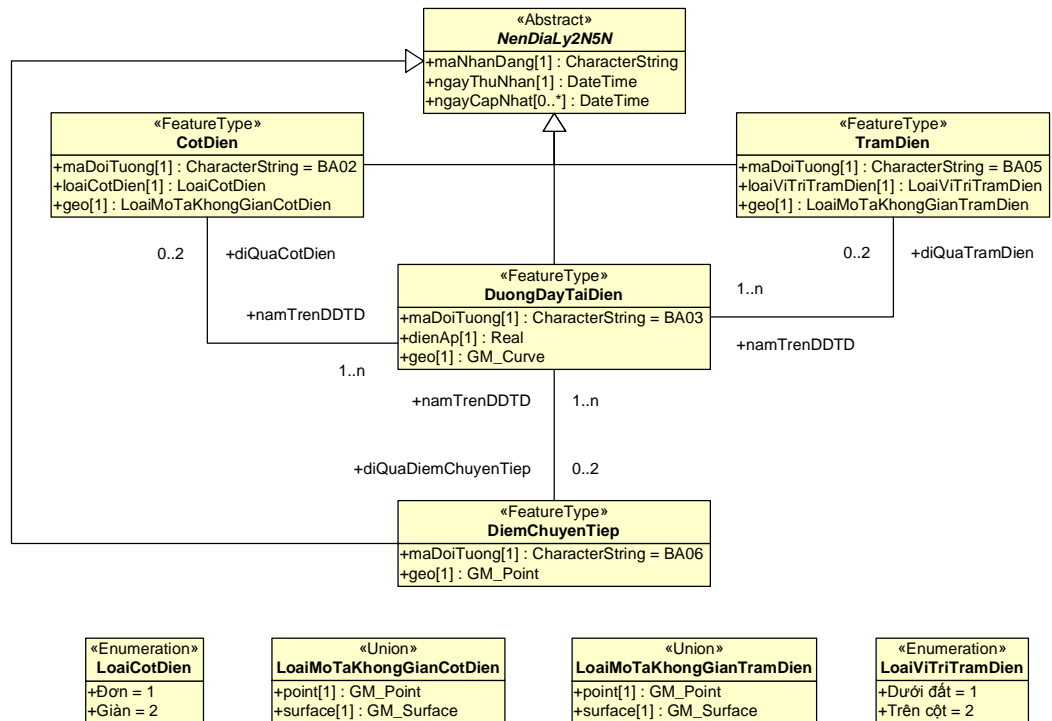 «Abstract»
NenDiaLy2N5N
+maNhanDang[1] : CharacterString
+ngayThuNhan[1] : DateTime
+ngayCapNhat[0..*] : DateTime
«FeatureType»
CotDien
+maDoiTuong[1] : CharacterString = BA02
+loaiCotDien[1] : LoaiCotDien
+geo[1] : LoaiMoTaKhongGianCotDien
«FeatureType»
TramDien
+maDoiTuong[1] : CharacterString = BA05
+loaiViTriTramDien[1] : LoaiViTriTramDien
+geo[1] : LoaiMoTaKhongGianTramDien
0..2
+diQuaCotDien
0..2
+diQuaTramDien
«FeatureType»
DuongDayTaiDien
+maDoiTuong[1] : CharacterString = BA03
+dienAp[1] : Real
+geo[1] : GM_Curve
1..n
+namTrenDDTD
+namTrenDDTD
1..n
+namTrenDDTD
1..n
+diQuaDiemChuyenTiep
0..2
«FeatureType»
DiemChuyenTiep
+maDoiTuong[1] : CharacterString = BA06
+geo[1] : GM_Point
«Enumeration»
LoaiCotDien
+Đơn = 1
+Giàn = 2
«Union»
LoaiMoTaKhongGianCotDien
+point[1] : GM_Point
+surface[1] : GM_Surface
«Union»
LoaiMoTaKhongGianTramDien
+point[1] : GM_Point
+surface[1] : GM_Surface
«Enumeration»
LoaiViTriTramDien
+Dưới đất = 1
+Trên cột = 2